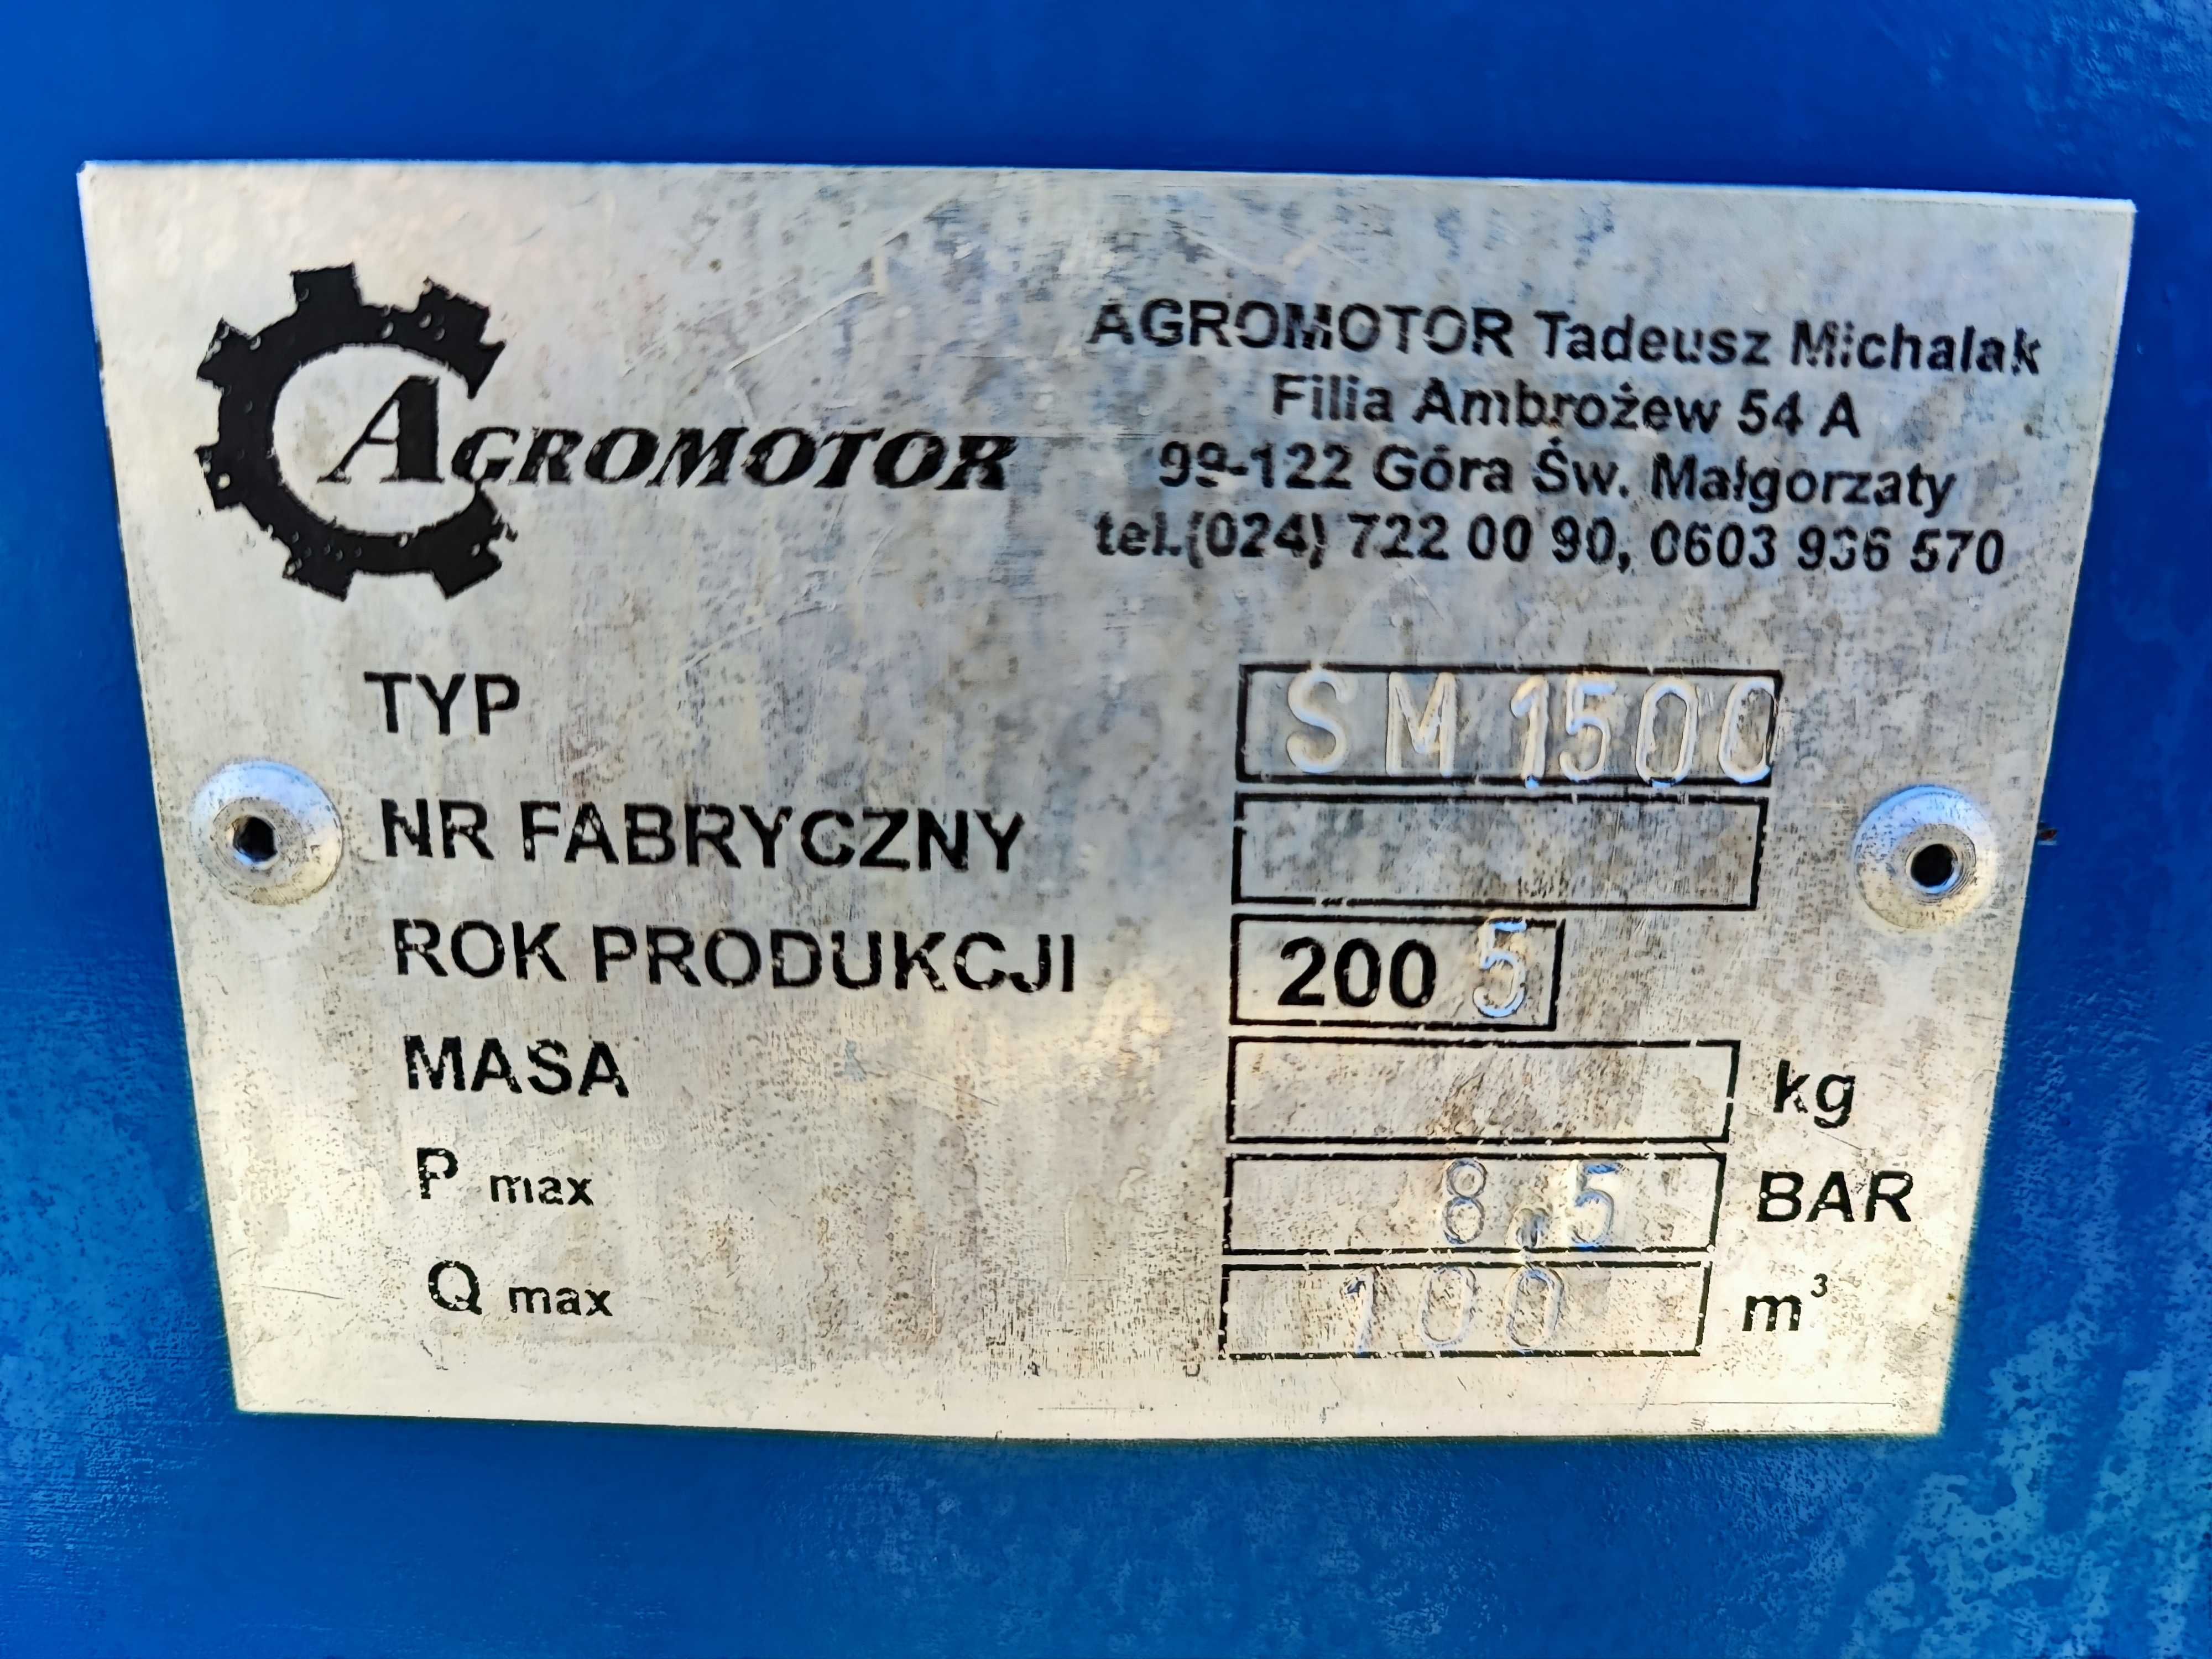 AGROMOTOR
AGROMOTOR Tadeusz Michalak
Filia Ambrożew 54 A
99-122 Góra Św. Małgorzaty
tel.(024) 722 00 90, 0603 936 570
TYP SM 1500
NR FABRYCZNY
ROK PRODUKCJI 2005
MASA kg
P max 8,5 BAR
Q max 100 m³